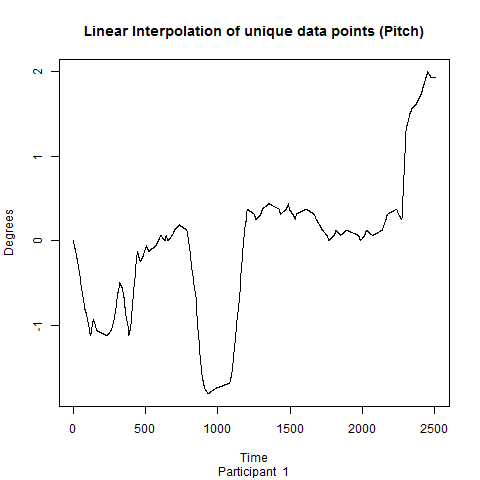 Linear Interpolation of unique data points (Pitch)
2
1
0
-1
Degrees
0 500 1000 1500 2000 2500
Time
Participant 1